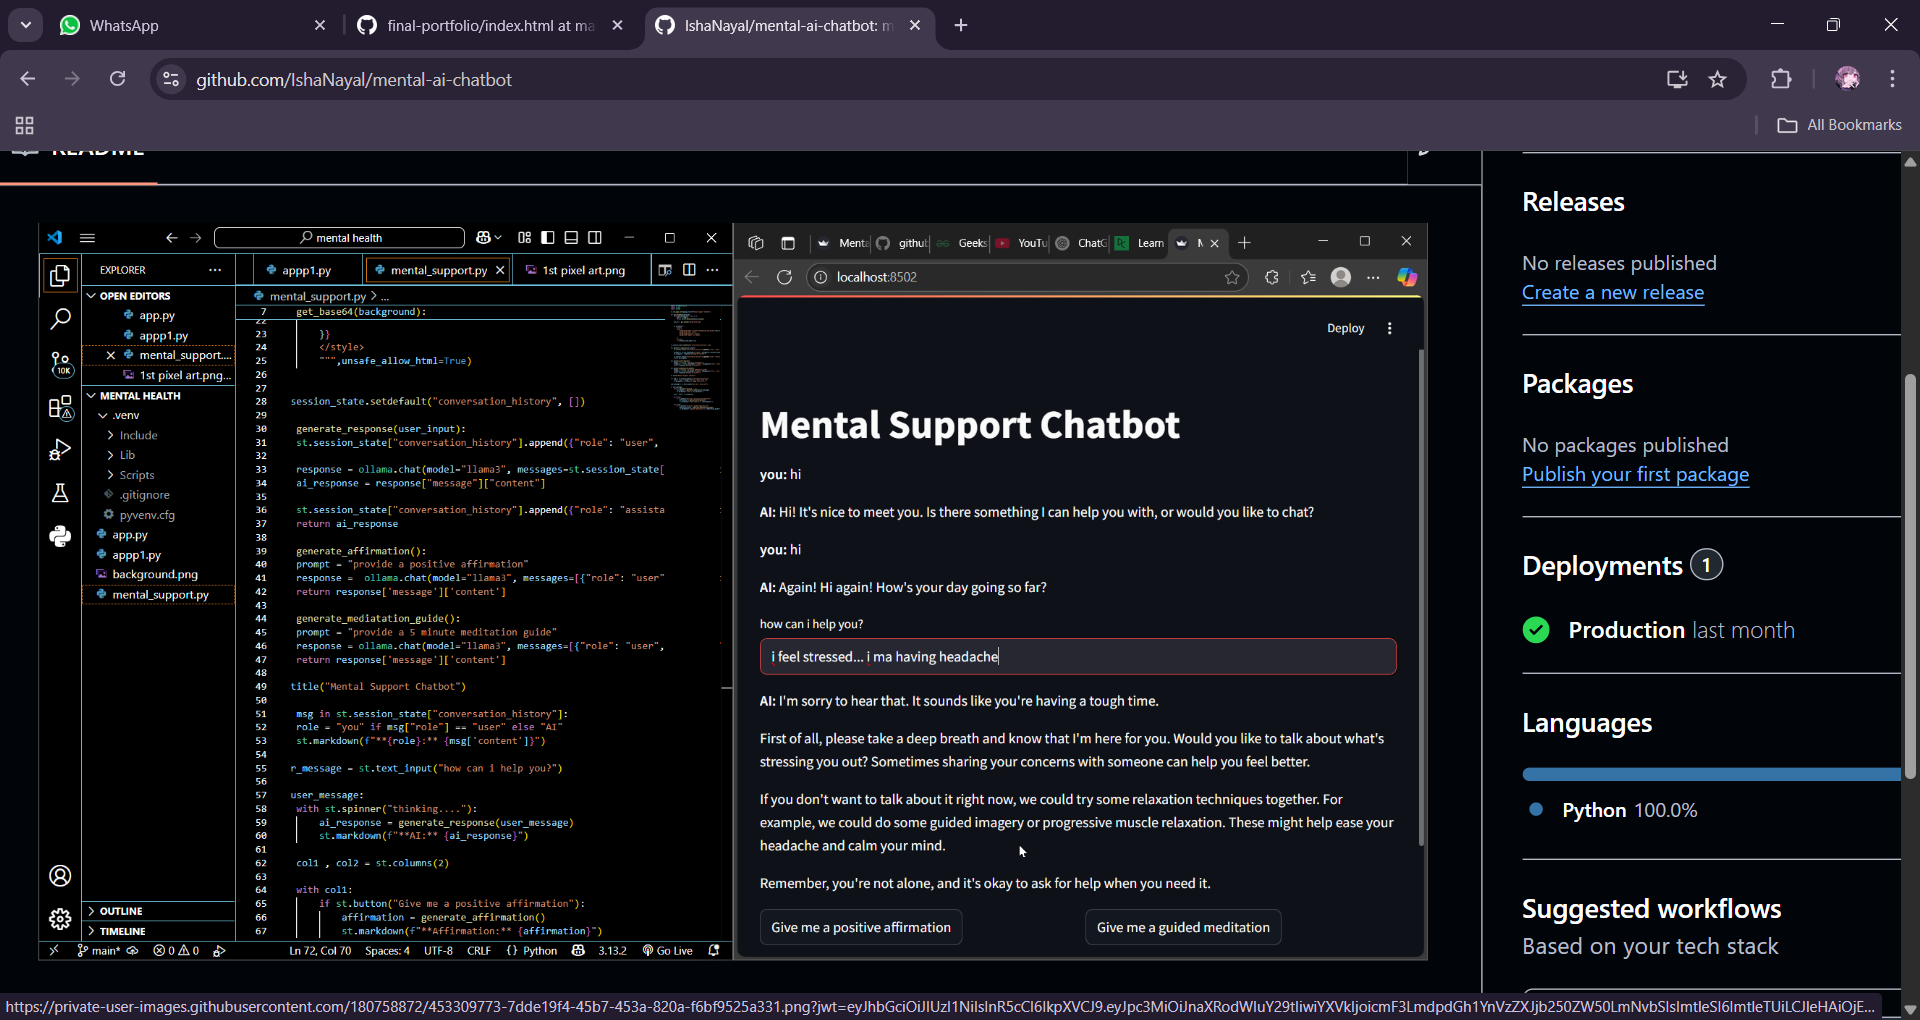 WhatsApp
final-portfolio/index.html at ma
IshaNayal/mental-ai-chatbot: m
github.com/IshaNayal/mental-ai-chatbot
All Bookmarks
README
mental health
EXPLORER
OPEN EDITORS
app.py
appp1.py
mental_support....
1st pixel art.png...
MENTAL HEALTH
.venv
Include
Lib
Scripts
.gitignore
pyvenv.cfg
app.py
appp1.py
background.png
mental_support.py
OUTLINE
TIMELINE
10K
appp1.py
mental_support.py
1st pixel art.png
mental_support.py > ...
7 get_base64(background):
22
23 }}
24 </style>
25 """,unsafe_allow_html=True)
26
27
28 session_state.setdefault("conversation_history", [])
29
30 generate_response(user_input):
31 st.session_state["conversation_history"].append({"role": "user",
32
33 response = ollama.chat(model="llama3", messages=st.session_state[
34 ai_response = response["message"]["content"]
35
36 st.session_state["conversation_history"].append({"role": "assista
37 return ai_response
38
39 generate_affirmation():
40 prompt = "provide a positive affirmation"
41 response =  ollama.chat(model="llama3", messages=[{"role": "user"
42 return response['message']['content']
43
44 generate_mediatation_guide():
45 prompt = "provide a 5 minute meditation guide"
46 response = ollama.chat(model="llama3", messages=[{"role": "user",
47 return response['message']['content']
48
49 title("Mental Support Chatbot")
50
51 msg in st.session_state["conversation_history"]:
52 role = "you" if msg["role"] == "user" else "AI"
53 st.markdown(f"**{role}:** {msg['content']}")
54
55 r_message = st.text_input("how can i help you?")
56
57 user_message:
58 with st.spinner("thinking...."):
59 ai_response = generate_response(user_message)
60 st.markdown(f"**AI:** {ai_response}")
61
62 col1 , col2 = st.columns(2)
63
64 with col1:
65 if st.button("Give me a positive affirmation"):
66 affirmation = generate_affirmation()
67 st.markdown(f"**Affirmation:** {affirmation}")
main* 0 0 Ln 72, Col 70 Spaces: 4 UTF-8 CRLF {} Python 3.13.2 Go Live
Menta
githu
Geeks
YouTu
ChatG
Learn
localhost:8502
Deploy
Mental Support Chatbot
you: hi
AI: Hi! It's nice to meet you. Is there something I can help you with, or would you like to chat?
you: hi
AI: Again! Hi again! How's your day going so far?
how can i help you?
i feel stressed... i ma having headache
AI: I'm sorry to hear that. It sounds like you're having a tough time.
First of all, please take a deep breath and know that I'm here for you. Would you like to talk about what's
stressing you out? Sometimes sharing your concerns with someone can help you feel better.
If you don't want to talk about it right now, we could try some relaxation techniques together. For
example, we could do some guided imagery or progressive muscle relaxation. These might help ease your
headache and calm your mind.
Remember, you're not alone, and it's okay to ask for help when you need it.
Give me a positive affirmation
Give me a guided meditation
Releases
No releases published
Create a new release
Packages
No packages published
Publish your first package
Deployments 1
Production last month
Languages
Python 100.0%
Suggested workflows
Based on your tech stack